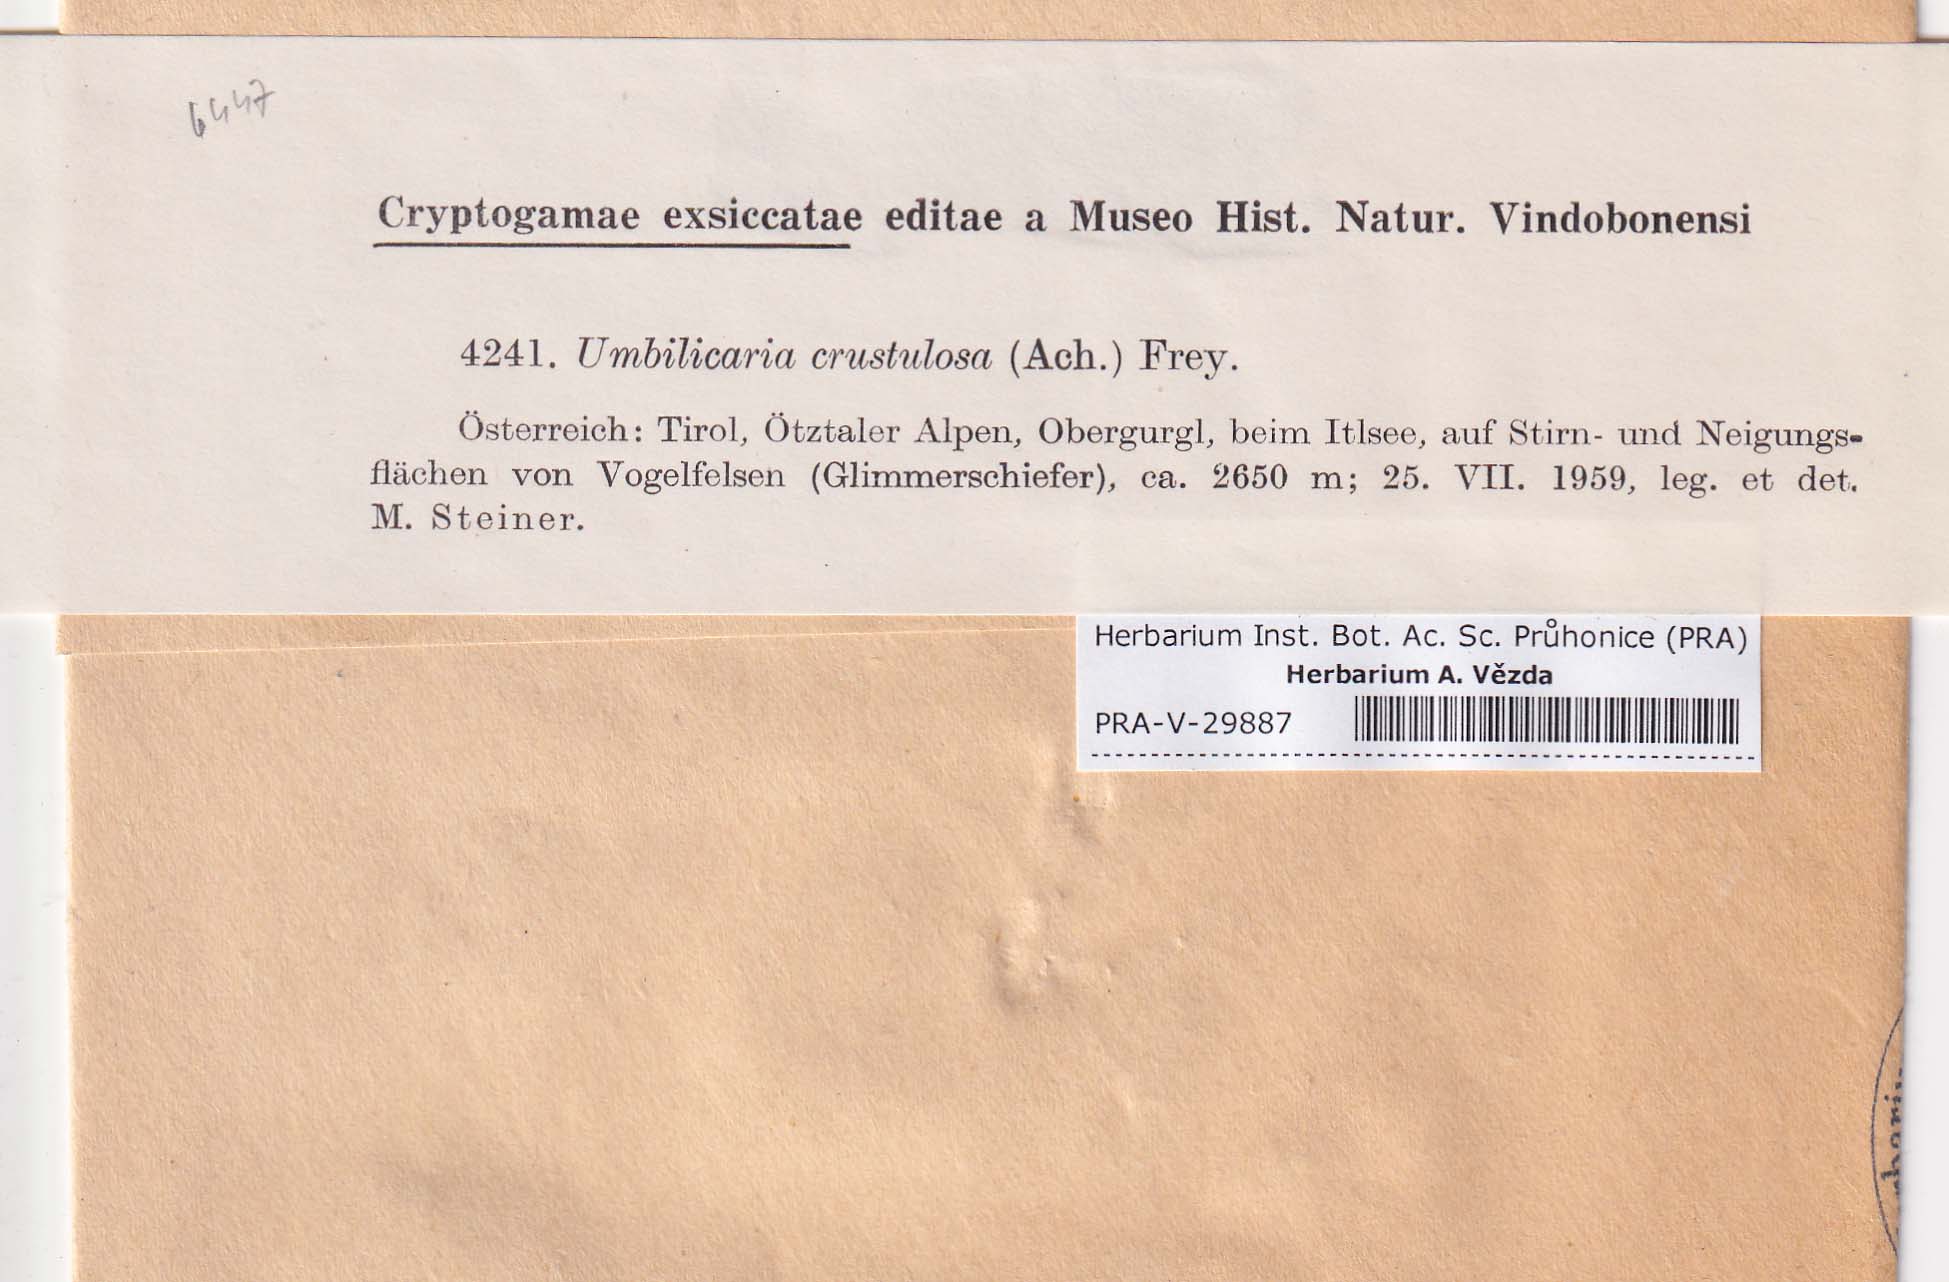 6447
Cryptogamae exsiccatae editae a Museo Hist. Natur. Vindobonensi
4241. Umbilicaria crustulosa (Ach.) Frey.
Österreich: Tirol, Ötztaler Alpen, Obergurgl, beim Itlsee, auf Stirn- und Neigungs-
flächen von Vogelfelsen (Glimmerschiefer), ca. 2650 m; 25. VII. 1959, leg. et det.
M. Steiner.
Herbarium Inst. Bot. Ac. Sc. Průhonice (PRA)
Herbarium A. Vězda
PRA-V-29887